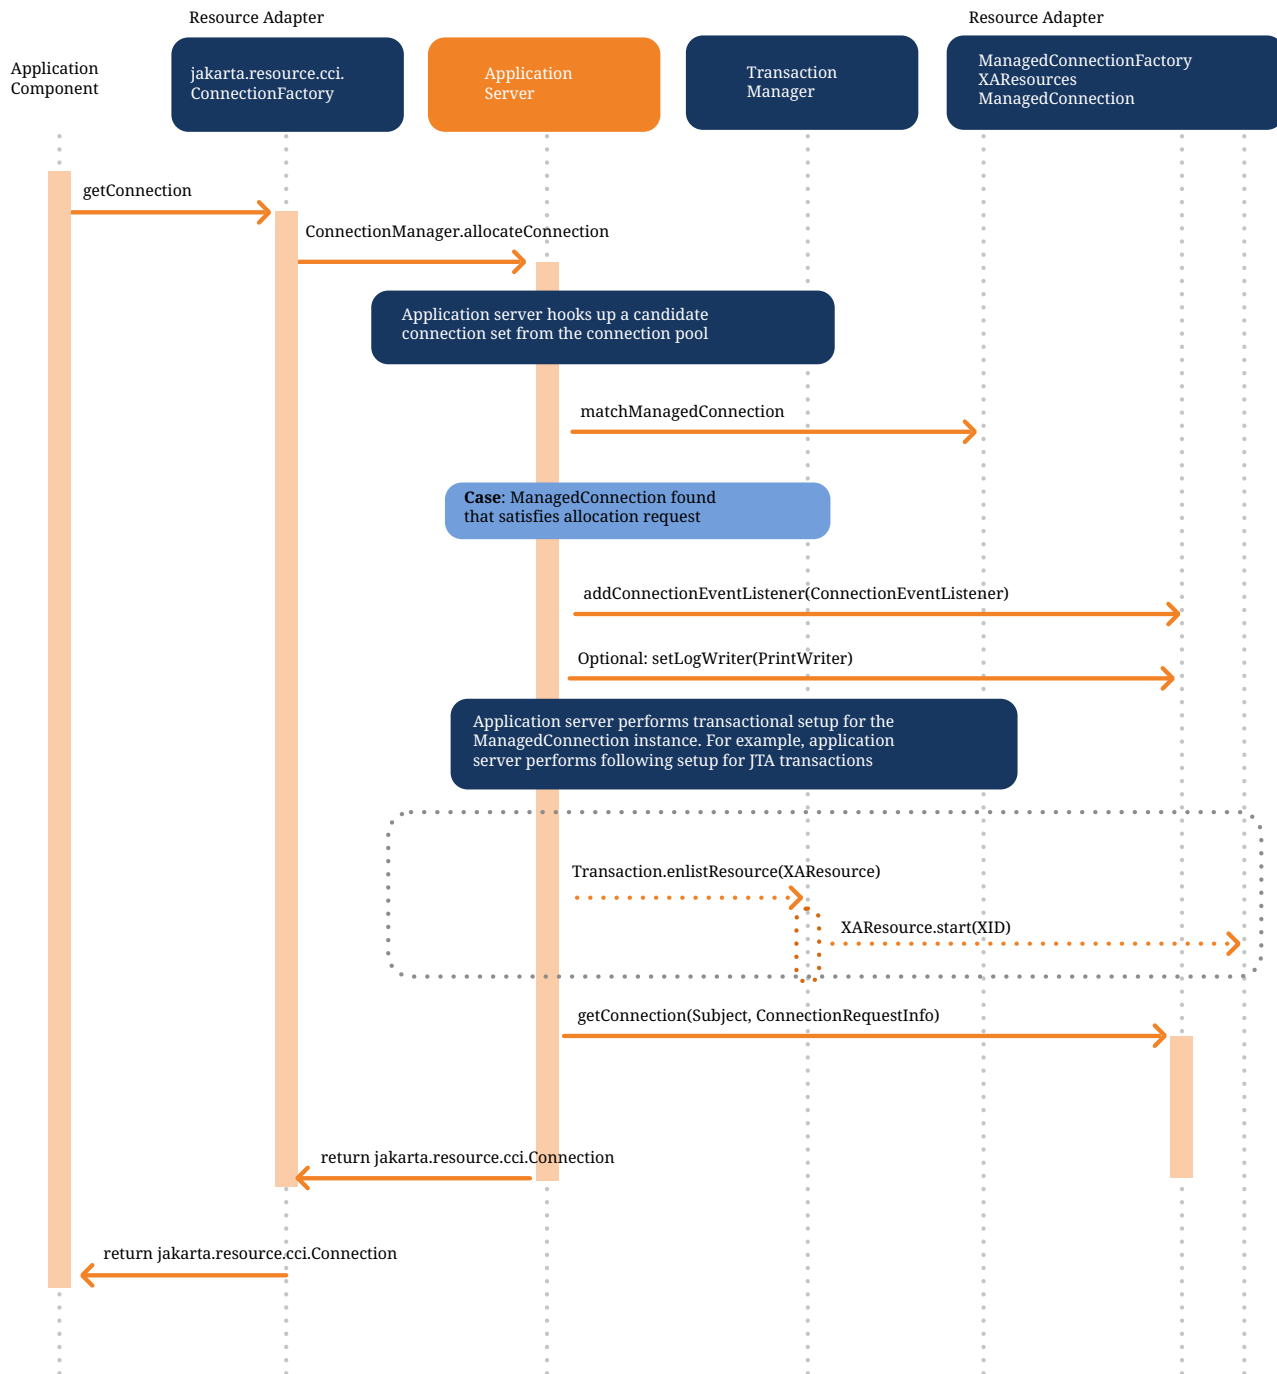 Resource Adapter
Resource Adapter
Application
Component
jakarta.resource.cci.
ConnectionFactory
Application
Server
Transaction
Manager
ManagedConnectionFactory
XAResources
ManagedConnection
getConnection
ConnectionManager.allocateConnection
Application server hooks up a candidate
connection set from the connection pool
matchManagedConnection
Case: ManagedConnection found
that satisfies allocation request
addConnectionEventListener(ConnectionEventListener)
Optional: setLogWriter(PrintWriter)
Application server performs transactional setup for the
ManagedConnection instance. For example, application
server performs following setup for JTA transactions
Transaction.enlistResource(XAResource)
XAResource.start(XID)
getConnection(Subject, ConnectionRequestInfo)
return jakarta.resource.cci.Connection
return jakarta.resource.cci.Connection